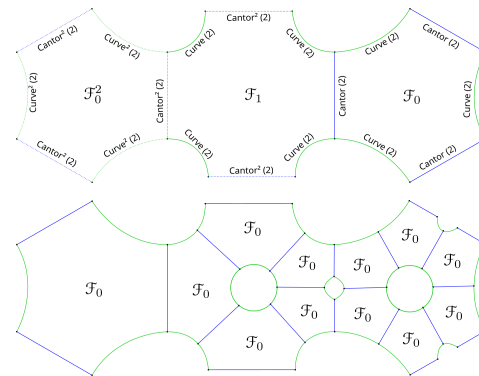 Cantor² (2)
Curve² (2)
Curve (2)
Cantor² (2)
Curve (2)
Curve (2)
Cantor (2)
Curve² (2)
ℱ₀²
Cantor² (2)
ℱ₁
Cantor (2)
ℱ₀
Curve (2)
Cantor² (2)
Curve² (2)
Curve (2)
Cantor² (2)
Curve (2)
Curve (2)
Cantor (2)
ℱ₀
ℱ₀
ℱ₀
ℱ₀
ℱ₀
ℱ₀
ℱ₀
ℱ₀
ℱ₀
ℱ₀
ℱ₀
ℱ₀